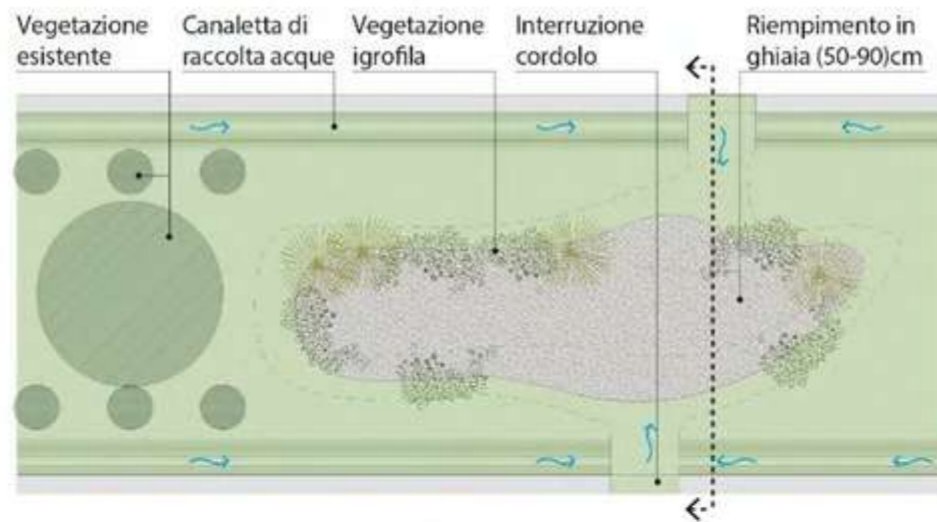 Vegetazione
esistente
Canaletta di
raccolta acque
Vegetazione
igrofila
Interruzione
cordolo
Riempimento in
ghiaia (50-90)cm